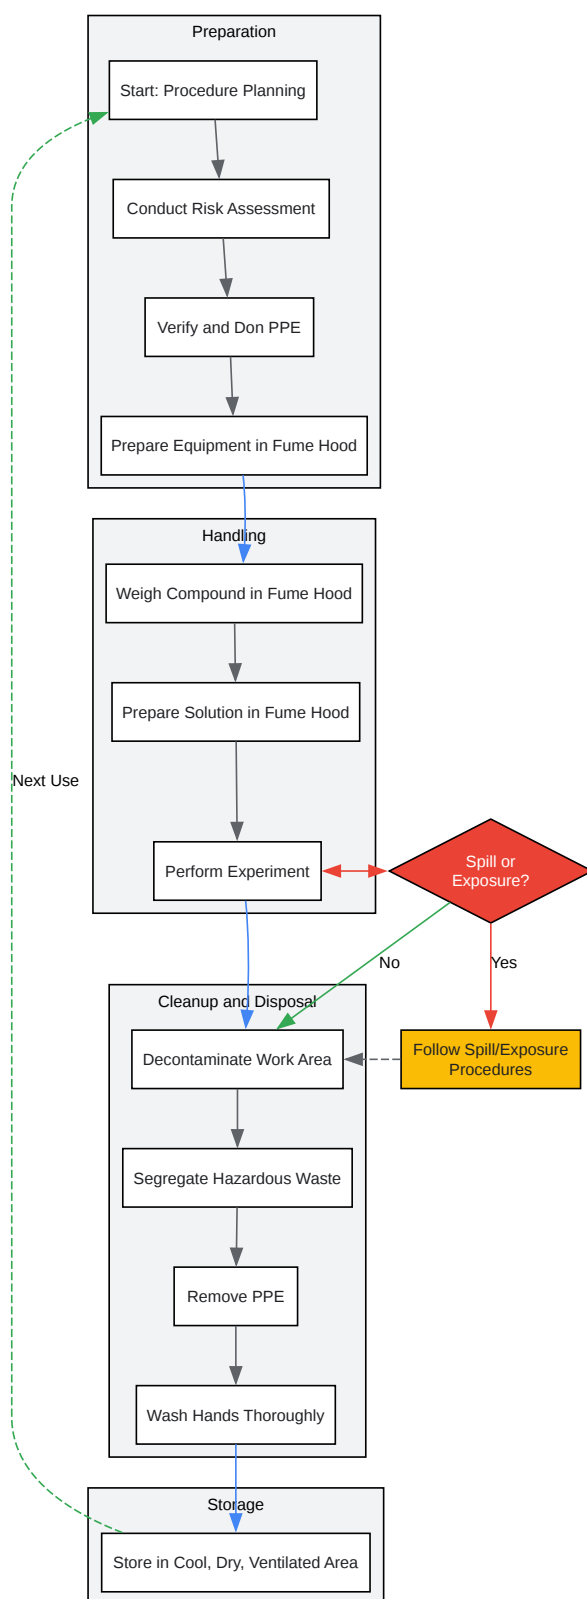 Preparation
Start: Procedure Planning
Conduct Risk Assessment
Verify and Don PPE
Prepare Equipment in Fume Hood
Handling
Weigh Compound in Fume Hood
Prepare Solution in Fume Hood
Next Use
Perform Experiment
Spill or
Exposure?
No
Yes
Cleanup and Disposal
Decontaminate Work Area
Follow Spill/Exposure
Procedures
Segregate Hazardous Waste
Remove PPE
Wash Hands Thoroughly
Storage
Store in Cool, Dry, Ventilated Area